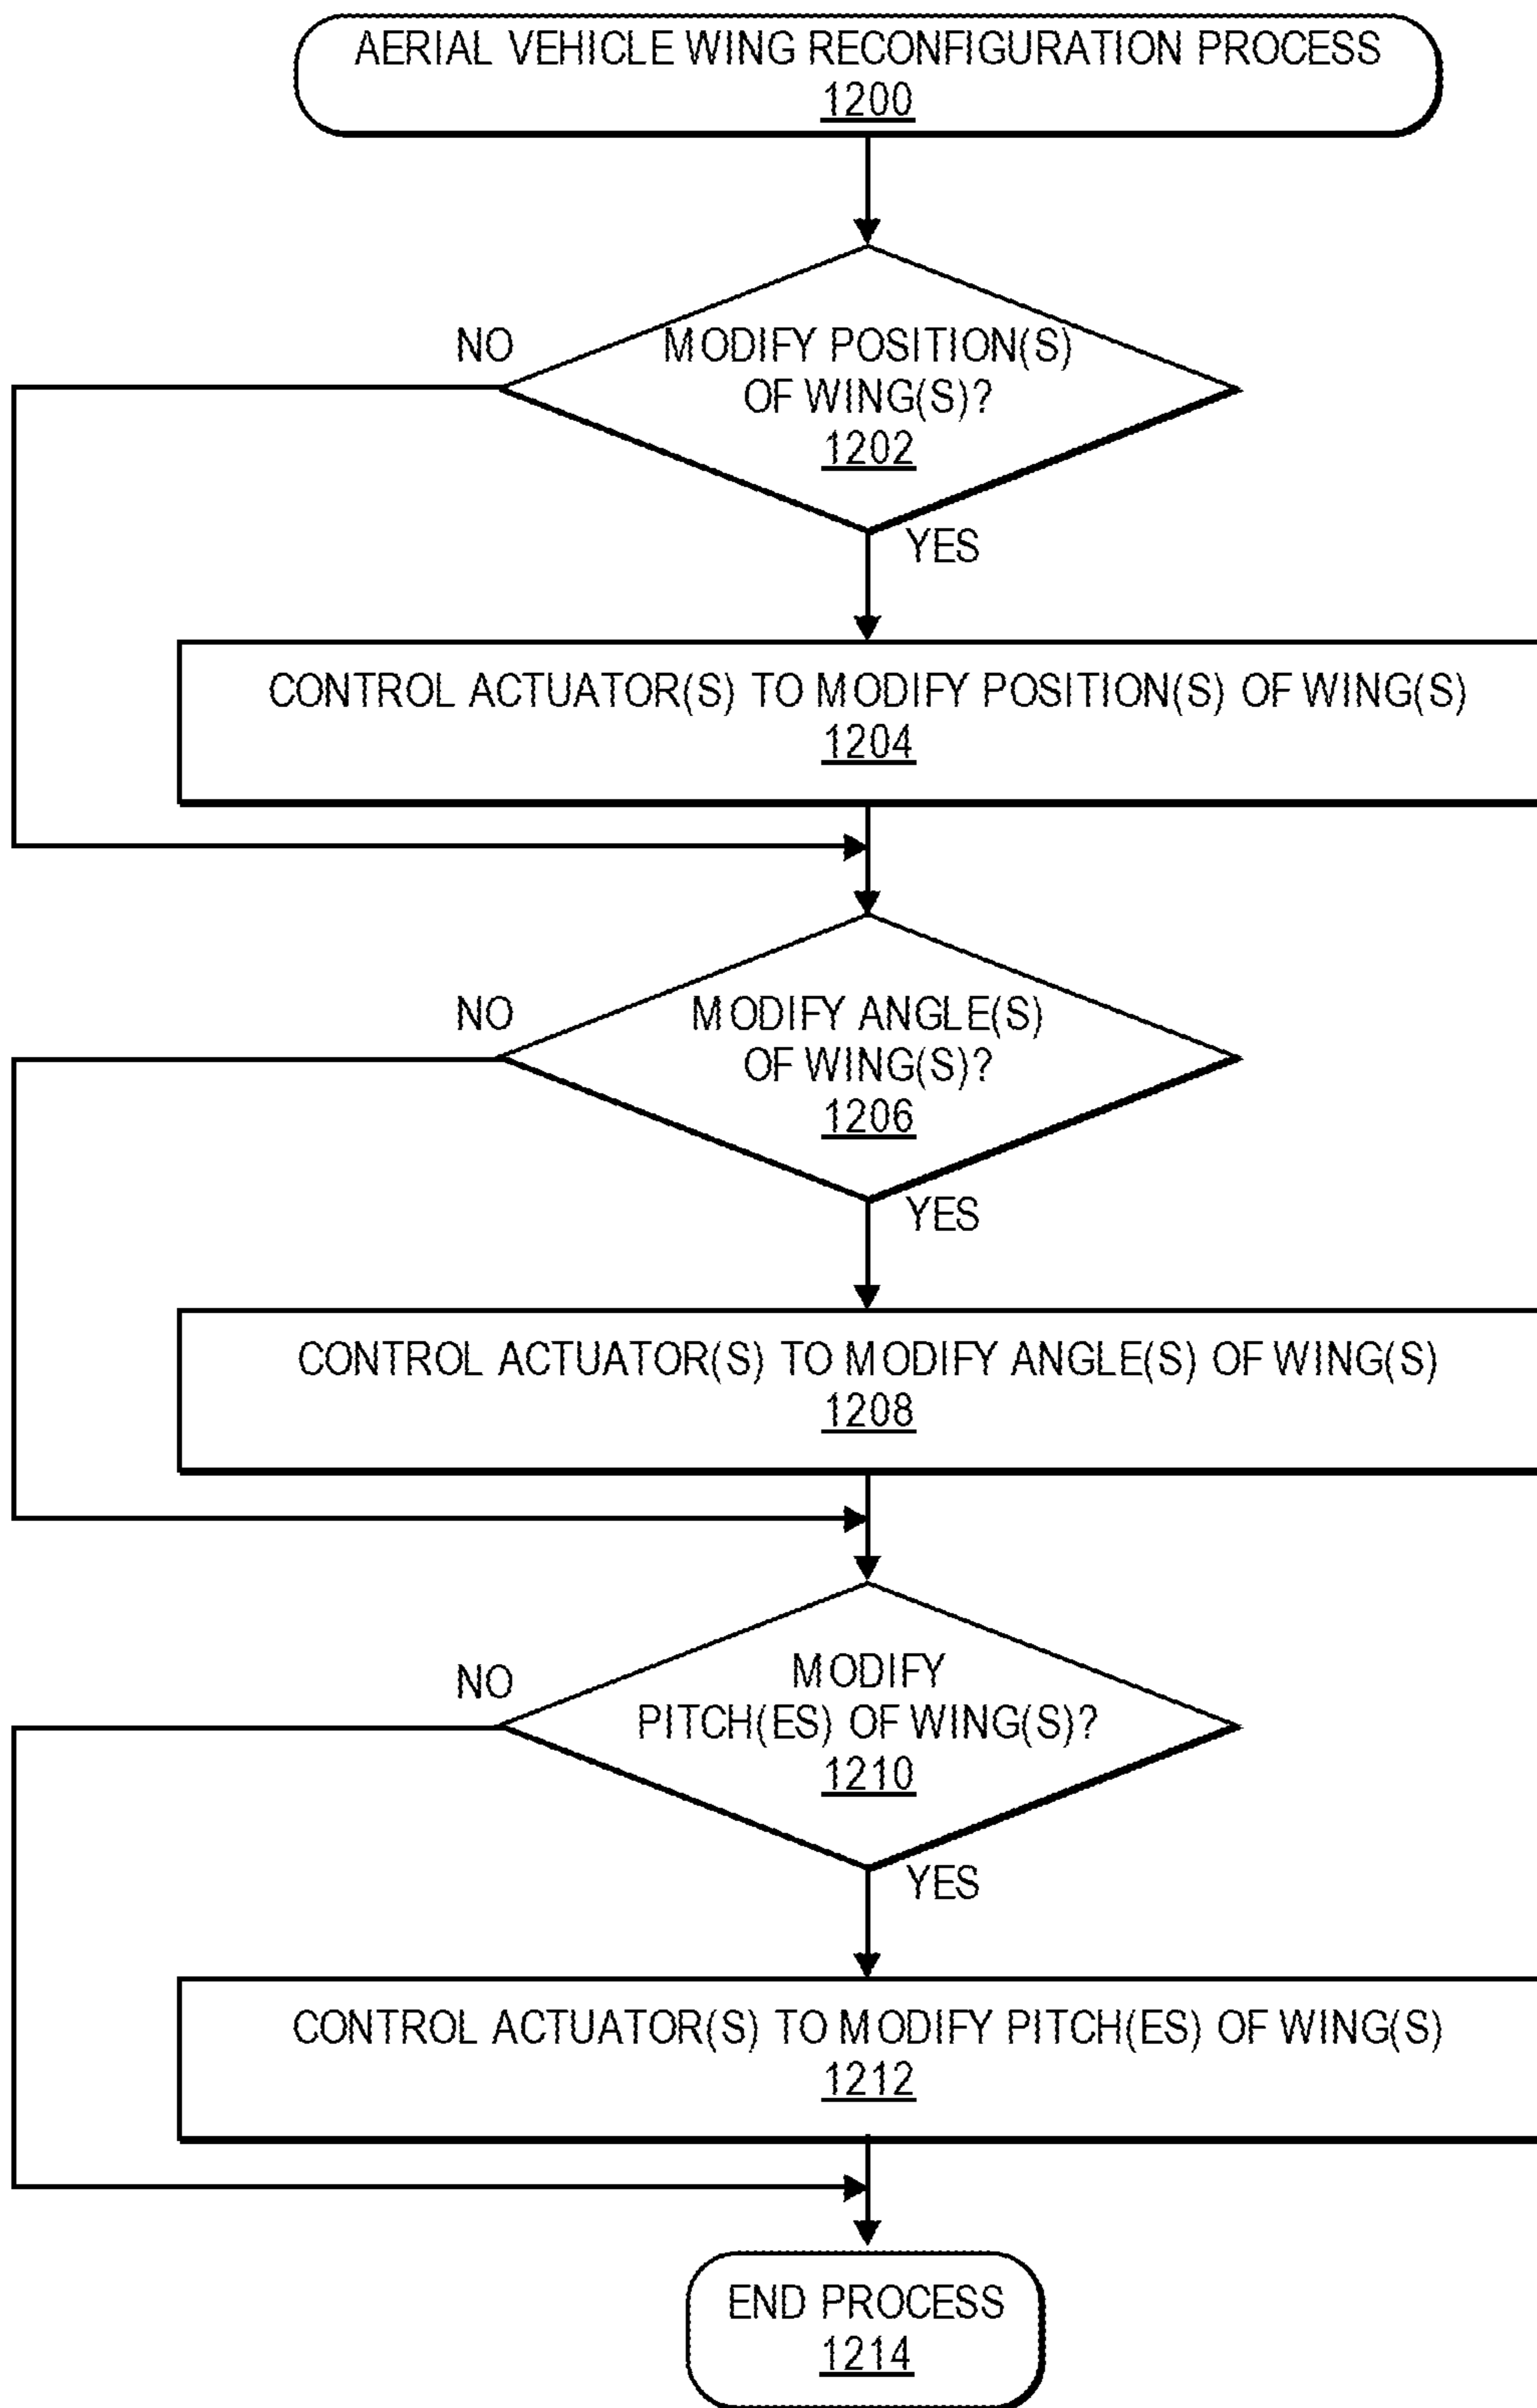 AERIAL VEHICLE WING RECONFIGURATION PROCESS
1200
NO
MODIFY POSITION(S)
OF WING(S)?
1202
YES
CONTROL ACTUATOR(S) TO MODIFY POSITION(S) OF WING(S)
1204
NO
MODIFY ANGLE(S)
OF WING(S)?
1206
YES
CONTROL ACTUATOR(S) TO MODIFY ANGLE(S) OF WING(S)
1208
NO
MODIFY
PITCH(ES) OF WING(S)?
1210
YES
CONTROL ACTUATOR(S) TO MODIFY PITCH(ES) OF WING(S)
1212
END PROCESS
1214